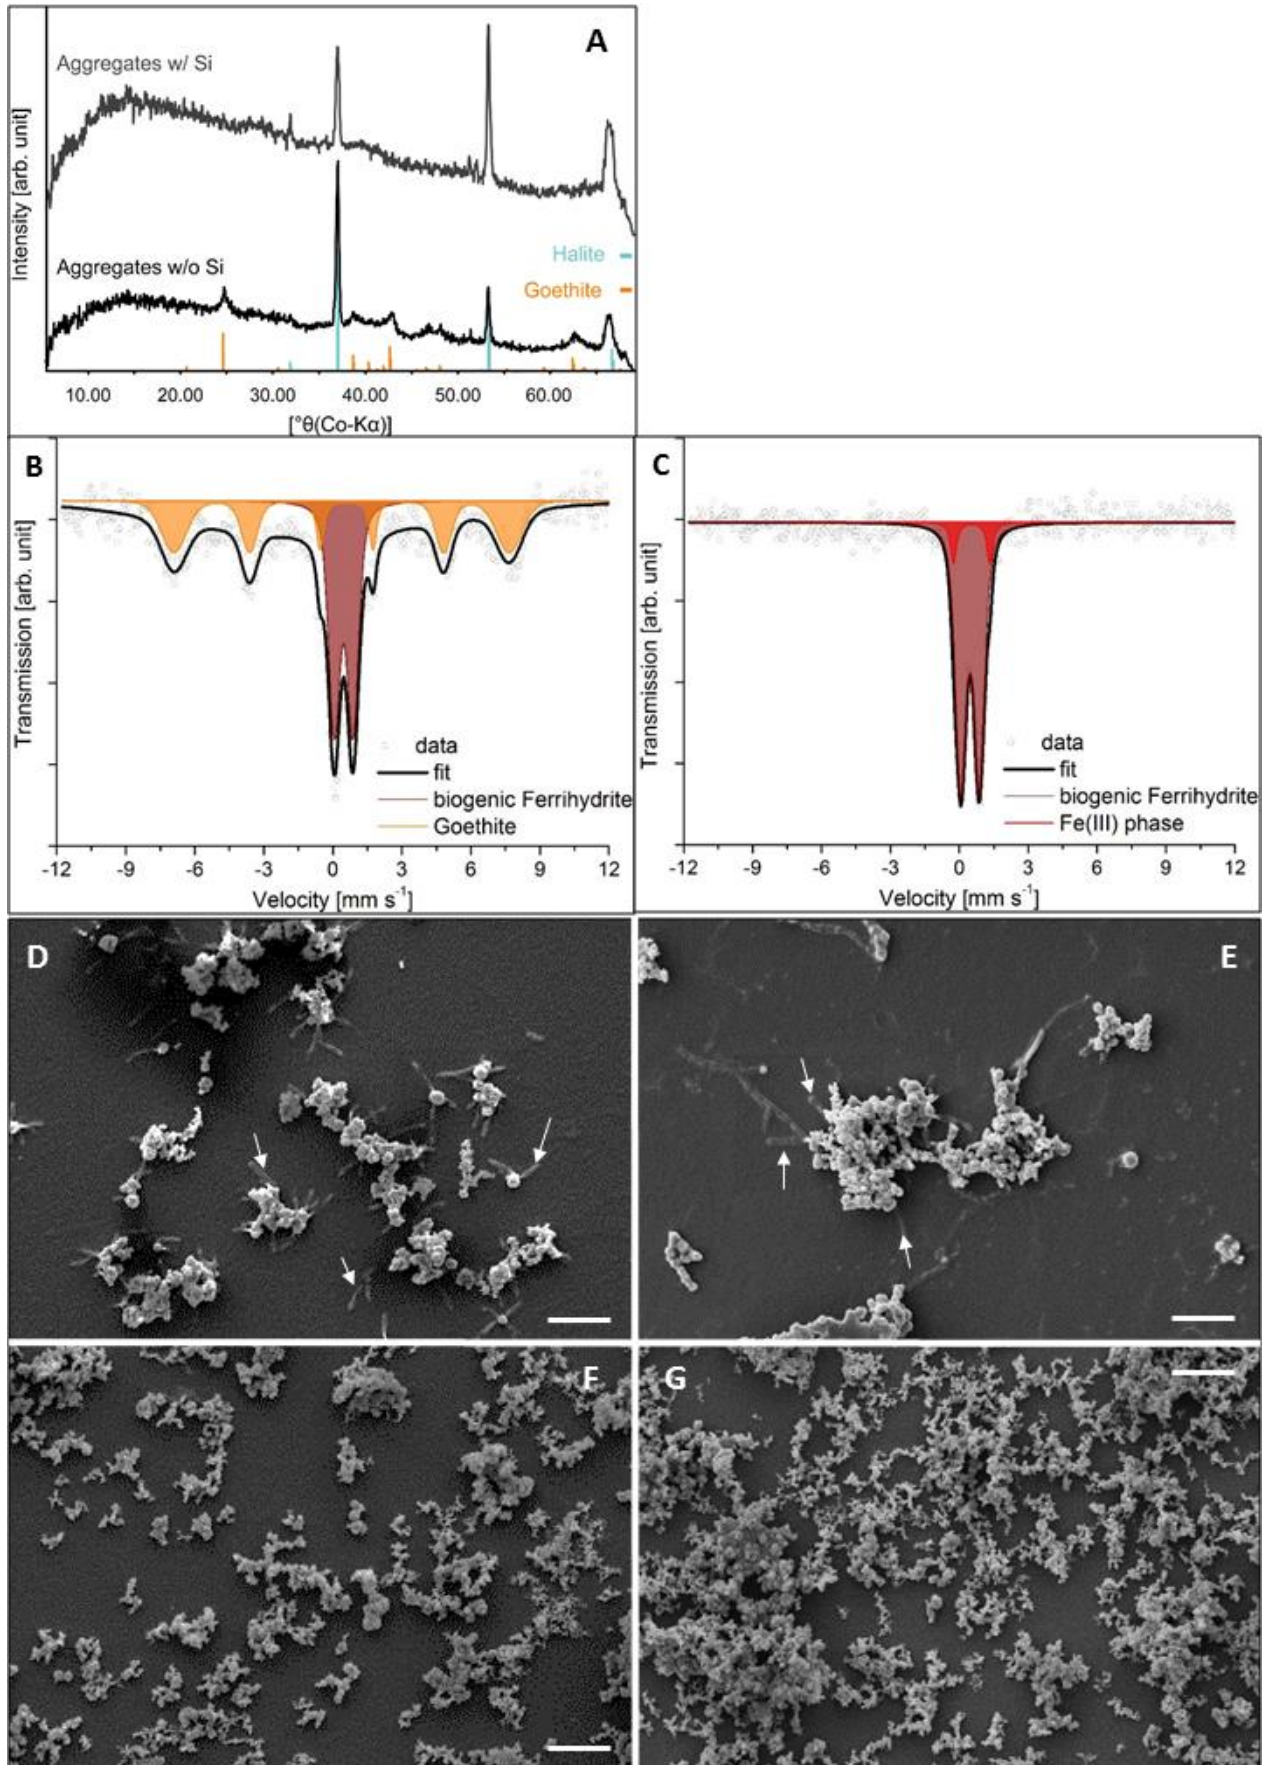 A
Aggregates w/ Si
Intensity [arb. unit]
Halite
Aggregates w/o Si
Goethite
10.00 20.00 30.00 40.00 50.00 60.00
[°θ(Co-Kα)]
B
Transmission [arb. unit]
data
fit
biogenic Ferrihydrite
Goethite
-12 -9 -6 -3 0 3 6 9 12
Velocity [mm s⁻¹]
C
Transmission [arb. unit]
data
fit
biogenic Ferrihydrite
Fe(III) phase
-12 -9 -6 -3 0 3 6 9 12
Velocity [mm s⁻¹]
D
E
F
G